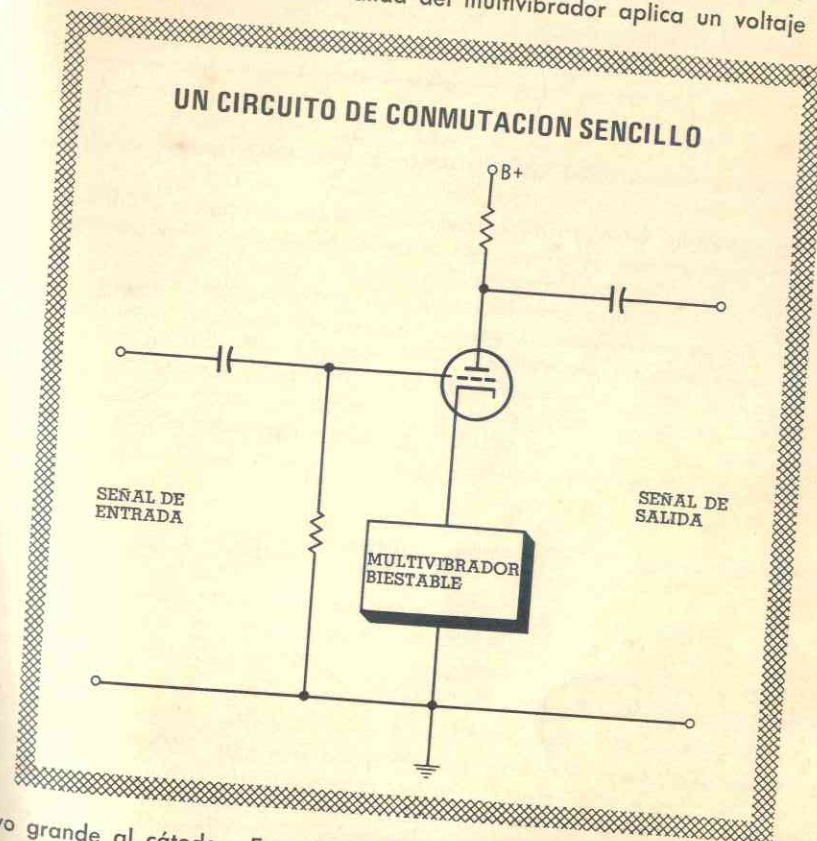 del multivibrador aplica un voltaje
UN CIRCUITO DE CONMUTACION SENCILLO
B+
SEÑAL DE
ENTRADA
SEÑAL DE
SALIDA
MULTIVIBRADOR
BIESTABLE
grande al cátodo.